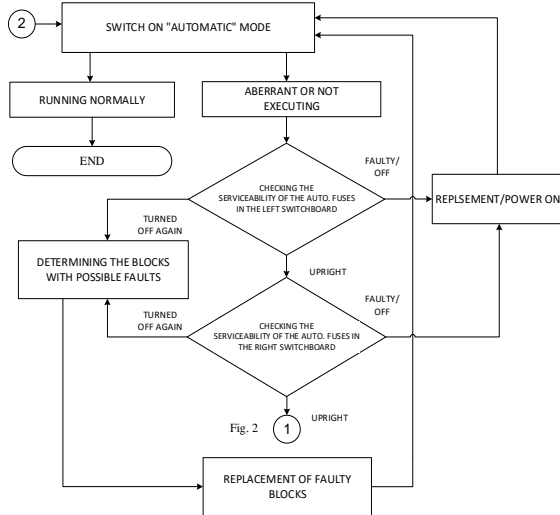 2
SWITCH ON "AUTOMATIC" MODE
RUNNING NORMALLY
ABERRANT OR NOT
EXECUTING
END
CHECKING THE
SERVICEABILITY OF THE AUTO. FUSES
IN THE LEFT SWITCHBOARD
FAULTY/
OFF
REPLSEMENT/POWER ON
TURNED
OFF AGAIN
DETERMINING THE BLOCKS
WITH POSSIBLE FAULTS
UPRIGHT
CHECKING THE
SERVICEABILITY OF THE AUTO. FUSES IN
THE RIGHT SWITCHBOARD
FAULTY/
OFF
TURNED
OFF AGAIN
UPRIGHT
Fig. 2
1
REPLACEMENT OF FAULTY
BLOCKS